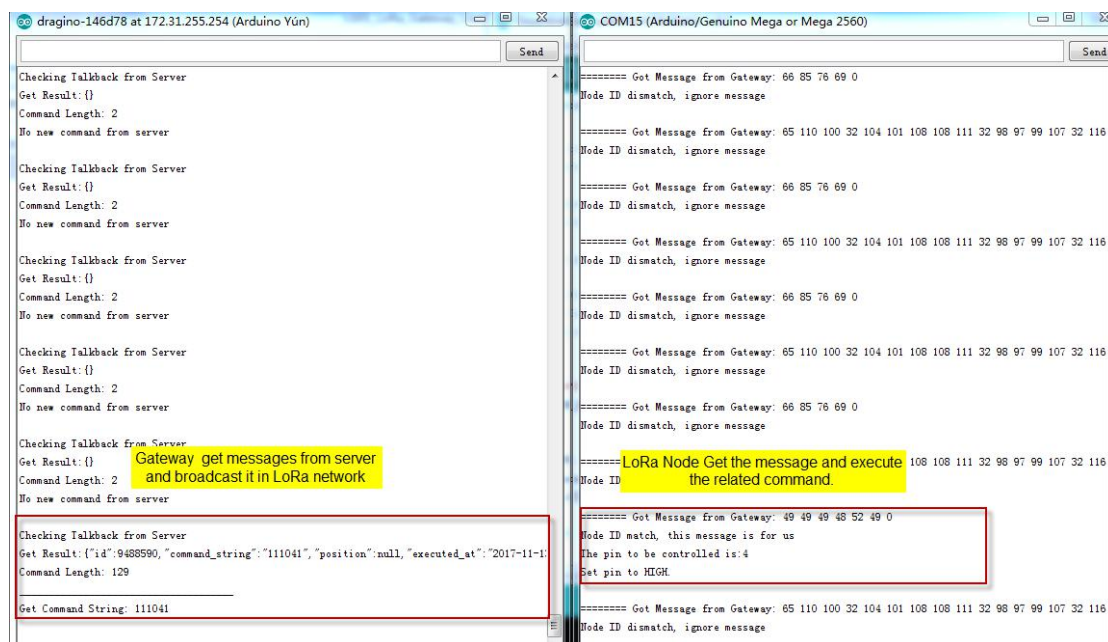 dragino-146d78 at 172.31.255.254 (Arduino Yún)
Send
Checking Talkback from Server
Get Result:{}
Command Length: 2
No new command from server
Checking Talkback from Server
Get Result:{}
Command Length: 2
No new command from server
Checking Talkback from Server
Get Result:{}
Command Length: 2
No new command from server
Checking Talkback from Server
Get Result:{}
Command Length: 2
No new command from server
Checking Talkback from Server
Get Result:{}
Command Length: 2
No new command from server
Gateway get messages from server
and broadcast it in LoRa network
Checking Talkback from Server
Get Result:{"id":9488590,"command_string":"111041","position":null,"executed_at":"2017-11-1
Command Length: 129
Get Command String: 111041
COM15 (Arduino/Genuino Mega or Mega 2560)
Send
======== Got Message from Gateway: 66 85 76 69 0
Node ID dismatch, ignore message
======== Got Message from Gateway: 65 110 100 32 104 101 108 108 111 32 98 97 99 107 32 116
Node ID dismatch, ignore message
======== Got Message from Gateway: 66 85 76 69 0
Node ID dismatch, ignore message
======== Got Message from Gateway: 65 110 100 32 104 101 108 108 111 32 98 97 99 107 32 116
Node ID dismatch, ignore message
======== Got Message from Gateway: 66 85 76 69 0
Node ID dismatch, ignore message
======== Got Message from Gateway: 65 110 100 32 104 101 108 108 111 32 98 97 99 107 32 116
Node ID dismatch, ignore message
======== Got Message from Gateway: 66 85 76 69 0
Node ID dismatch, ignore message
108 108 111 32 98 97 99 107 32 116
Node ID
LoRa Node Get the message and execute
the related command.
======== Got Message from Gateway: 49 49 49 48 52 49 0
Node ID match, this message is for us
The pin to be controlled is:4
Set pin to HIGH.
======== Got Message from Gateway: 65 110 100 32 104 101 108 108 111 32 98 97 99 107 32 116
Node ID dismatch, ignore message